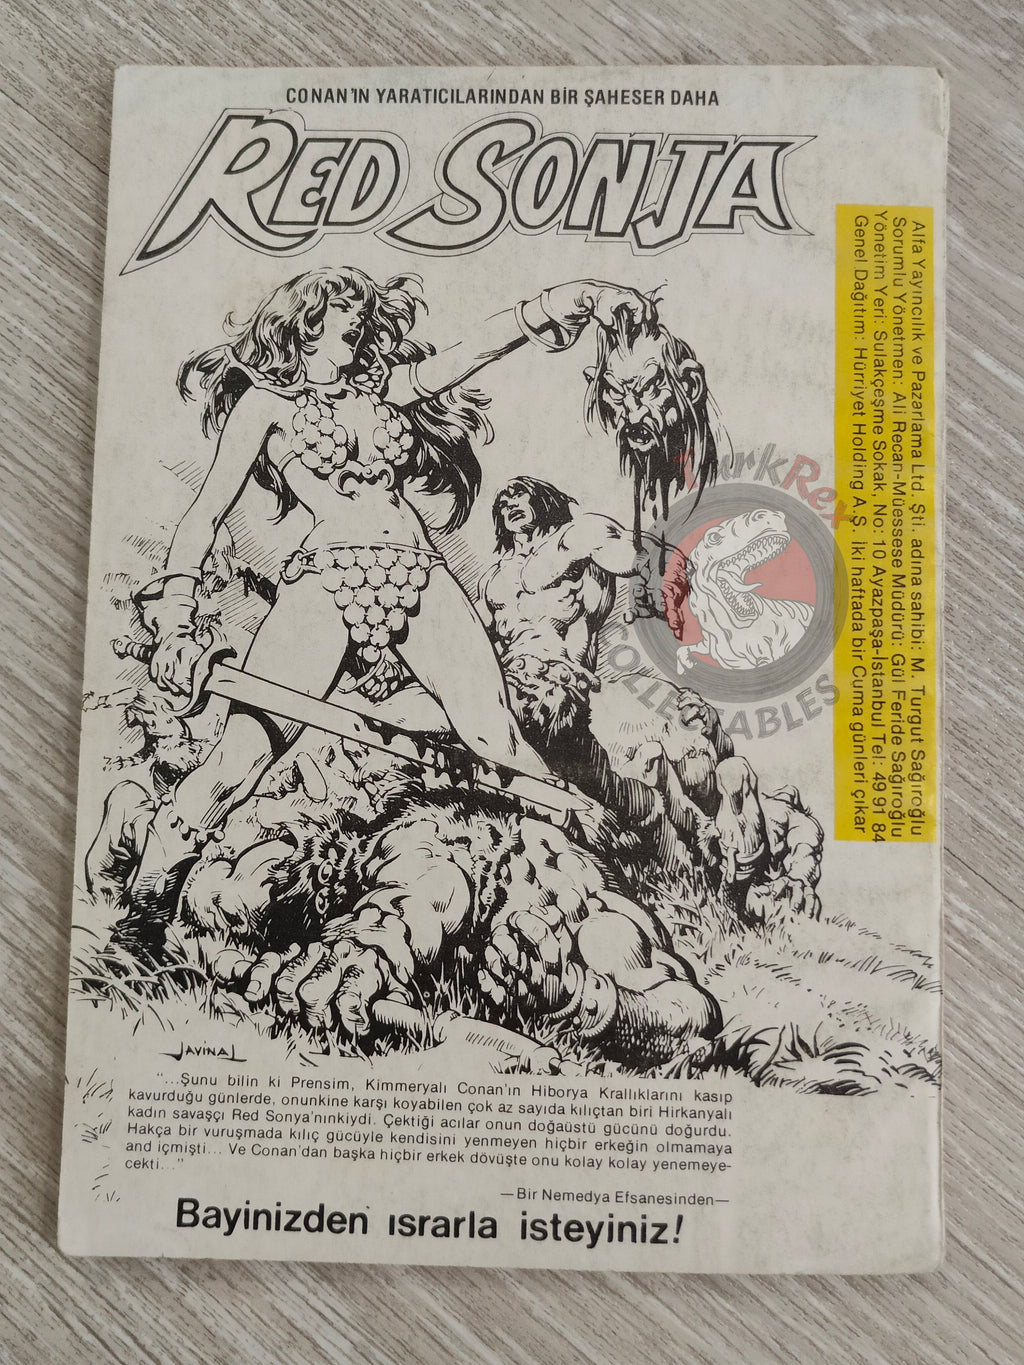 CONAN'IN YARATICILARINDAN BİR ŞAHESER DAHA
RED SONJA
Alfa Yayıncılık ve Pazarlama Ltd. Şti. adına sahibi: M. Turgut Sağıroğlu
Sorumlu Yönetmen: Ali Recan-Müessese Müdürü: Gül Feride Sağıroğlu
Yönetim Yeri: Sulakçeşme Sokak, No: 10 Ayazpaşa-İstanbul Tel: 49 91 84
Genel Dağıtım: Hürriyet Holding A.Ş. İki haftada bir Cuma günleri çıkar
TurkRex
COLLECTABLES
JAVINAL
"...Şunu bilin ki Prensim, Kimmeryalı Conan'ın Hiborya Krallıklarını kasıp
kavurduğu günlerde, onunkine karşı koyabilen çok az sayıda kılıçtan biri Hirkanyalı
kadın savaşçı Red Sonya'nınkiydi. Çektiği acılar onun doğaüstü gücünü doğurdu.
Hakça bir vuruşmada kılıç gücüyle kendisini yenmeyen hiçbir erkeğin olmamaya
and içmişti... Ve Conan'dan başka hiçbir erkek dövüşte onu kolay kolay yenemeye-
cekti..."
—Bir Nemedya Efsanesinden—
Bayinizden ısrarla isteyiniz!